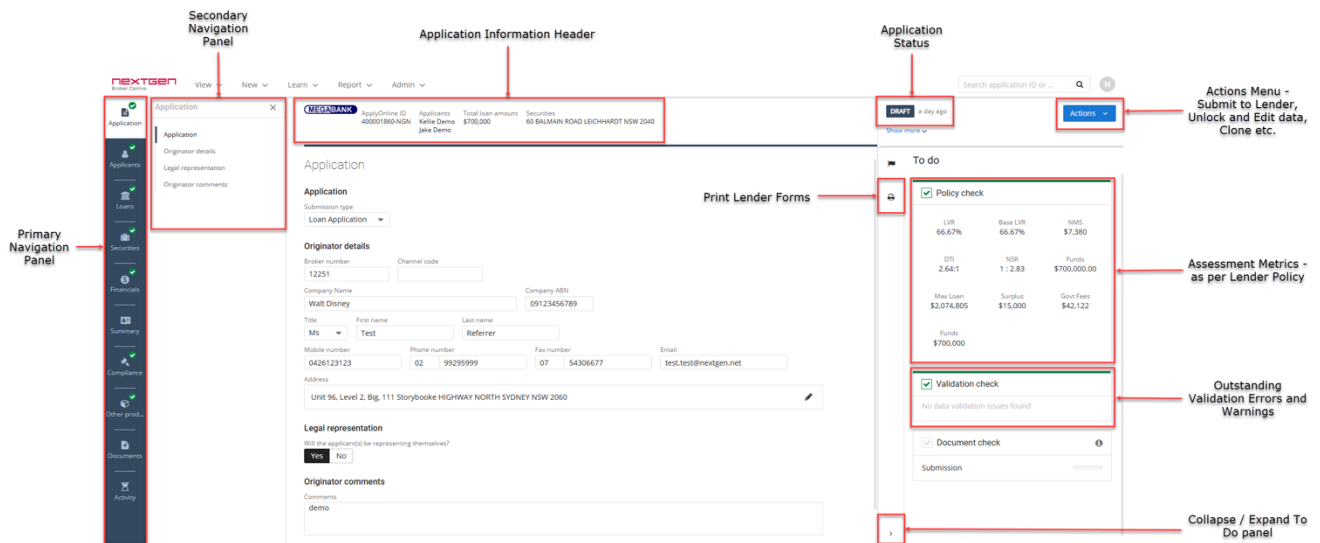 Secondary
Navigation
Panel
Application Information Header
Application
Status
Actions Menu -
Submit to Lender,
Unlock and Edit data,
Clone etc.
nextgen
Broker Centre
View
New
Learn
Report
Admin
Search application ID or ...
H
Application
Applicants
Loans
Securities
Financials
Summary
Compliance
Other prod...
Documents
Activity
Primary
Navigation
Panel
Application
Application
Originator details
Legal representation
Originator comments
MEGABANK
ApplyOnline ID Applicants Total loan amount Securities
400001860-NGN Kellie Demo $700,000 60 BALMAIN ROAD LEICHHARDT NSW 2040
Jake Demo
DRAFT a day ago
Show more
Actions
Application
Application
Submission type
Loan Application
Originator details
Broker number Channel code
12251
Company Name Company ABN
Walt Disney 09123456789
Title First name Last name
Ms Test Referrer
Mobile number Phone number Fax number Email
0426123123 02 99295999 07 54306677 test.test@nextgen.net
Address
Unit 96, Level 2, Big, 111 Storybooke HIGHWAY NORTH SYDNEY NSW 2060
Legal representation
Will the applicant(s) be representing themselves?
Yes No
Originator comments
Comments
demo
Print Lender Forms
To do
Policy check
LVR Base LVR NMS
66.67% 66.67% $7,380
DTI NSR Funds
2.64:1 1 : 2.83 $700,000.00
Max Loan Surplus Govt Fees
$2,074,805 $15,000 $42,122
Funds
$700,000
Validation check
No data validation issues found
Document check
Submission
Assessment Metrics -
as per Lender Policy
Outstanding
Validation Errors and
Warnings
Collapse / Expand To
Do panel